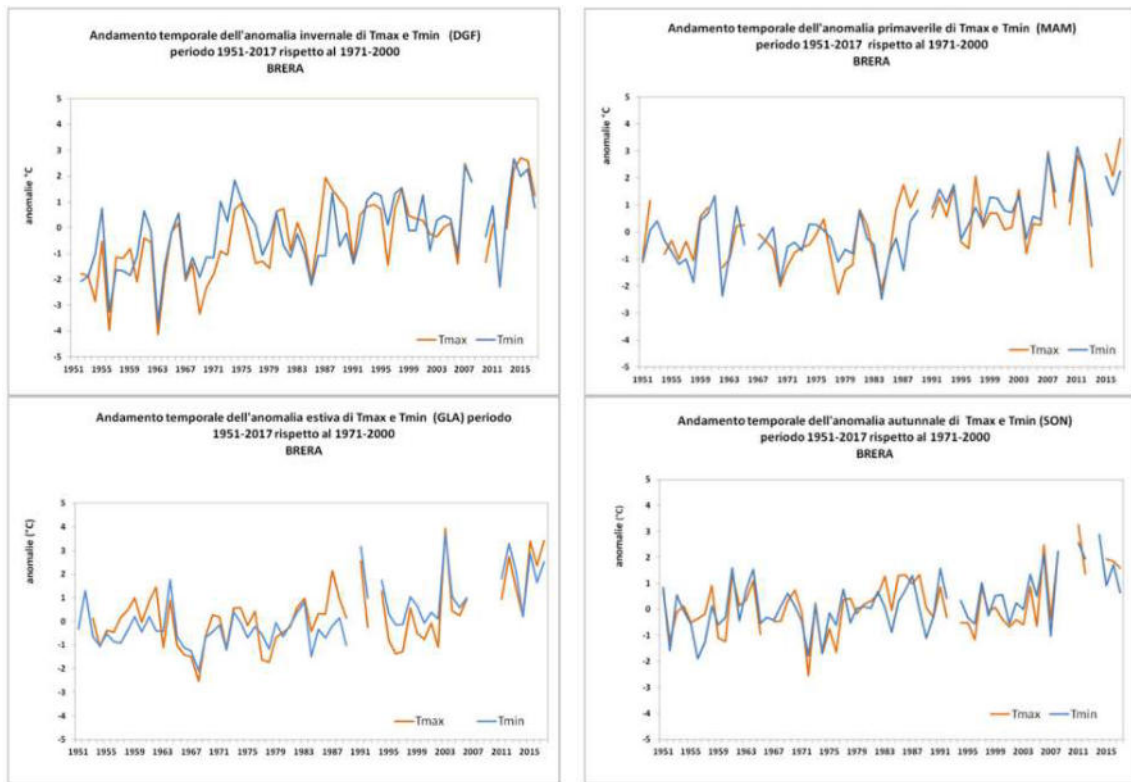 Andamento temporale dell'anomalia invernale di Tmax e Tmin (DGF)
periodo 1951-2017 rispetto al 1971-2000
BRERA
anomalie °C
5
4
3
2
1
0
-1
-2
-3
-4
-5
1951 1955 1959 1963 1967 1971 1975 1979 1983 1987 1991 1995 1999 2003 2007 2011 2015
Tmax Tmin
Andamento temporale dell'anomalia primaverile di Tmax e Tmin (MAM)
periodo 1951-2017 rispetto al 1971-2000
BRERA
anomalie °C
5
4
3
2
1
0
-1
-2
-3
-4
-5
1951 1955 1959 1963 1967 1971 1975 1979 1983 1987 1991 1995 1999 2003 2007 2011 2015
Tmax Tmin
Andamento temporale dell'anomalia estiva di Tmax e Tmin (GLA) periodo
1951-2017 rispetto al 1971-2000
BRERA
anomalie (°C)
5
4
3
2
1
0
-1
-2
-3
-4
-5
1951 1955 1959 1963 1967 1971 1975 1979 1983 1987 1991 1995 1999 2003 2007 2011 2015
Tmax Tmin
Andamento temporale dell'anomalia autunnale di Tmax e Tmin (SON)
periodo 1951-2017 rispetto al 1971-2000
BRERA
anomalie (°C)
5
4
3
2
1
0
-1
-2
-3
-4
-5
1951 1955 1959 1963 1967 1971 1975 1979 1983 1987 1991 1995 1999 2003 2007 2011 2015
Tmax Tmin